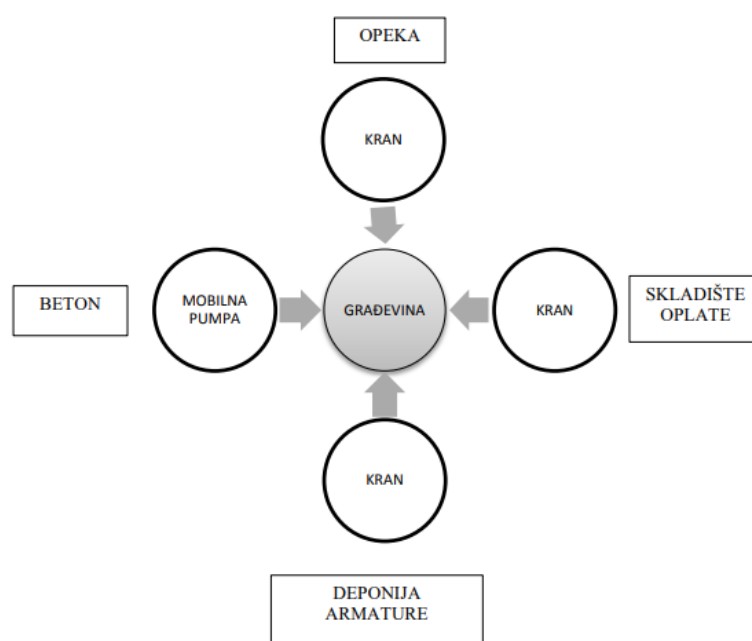 OPEKA
KRAN
BETON
MOBILNA
PUMPA
GRAĐEVINA
KRAN
SKLADIŠTE
OPLATE
KRAN
DEPONIJA
ARMATURE